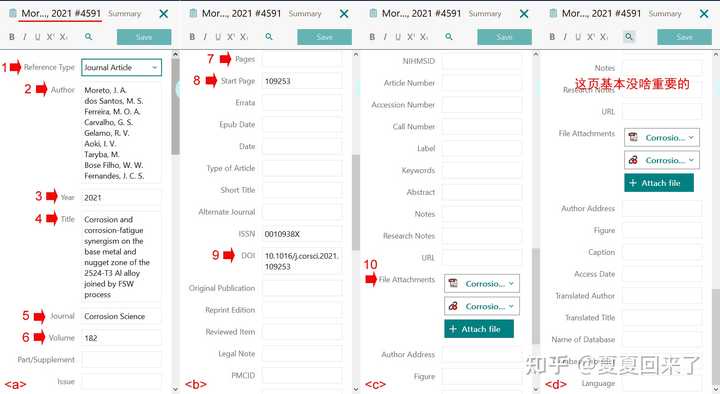 Mor..., 2021 #4591
Summary
B I U X¹ X₁
Save
1
Reference Type
Journal Article
2
Author
Moreto, J. A.
dos Santos, M. S.
Ferreira, M. O. A.
Carvalho, G. S.
Gelamo, R. V.
Aoki, I. V.
Taryba, M.
Bose Filho, W. W.
Fernandes, J. C. S.
3
Year
2021
4
Title
Corrosion and
corrosion-fatigue
synergism on the
base metal and
nugget zone of the
2524-T3 Al alloy
joined by FSW
process
5
Journal
Corrosion Science
6
Volume
182
Part/Supplement
Issue
<a>
Mor..., 2021 #4591
Summary
B I U X¹ X₁
Save
7
Pages
8
Start Page
109253
Errata
Epub Date
Date
Type of Article
Short Title
Alternate Journal
ISSN
0010938X
9
DOI
10.1016/j.corsci.2021.
109253
Original Publication
Reprint Edition
Reviewed Item
Legal Note
PMCID
<b>
Mor..., 2021 #4591
Summary
B I U X¹ X₁
Save
NIHMSID
Article Number
Accession Number
Call Number
Label
Keywords
Abstract
Notes
Research Notes
URL
10
File Attachments
Corrosio...
Corrosio...
+ Attach file
Author Address
Figure
<c>
Mor..., 2021 #4591
Summary
B I U X¹ X₁
Save
Notes
这页基本没啥重要的
Research Notes
URL
File Attachments
Corrosio...
Corrosio...
+ Attach file
Author Address
Figure
Caption
Access Date
Translated Author
Translated Title
Name of Database
Language
<d>
知乎 @夏夏回来了